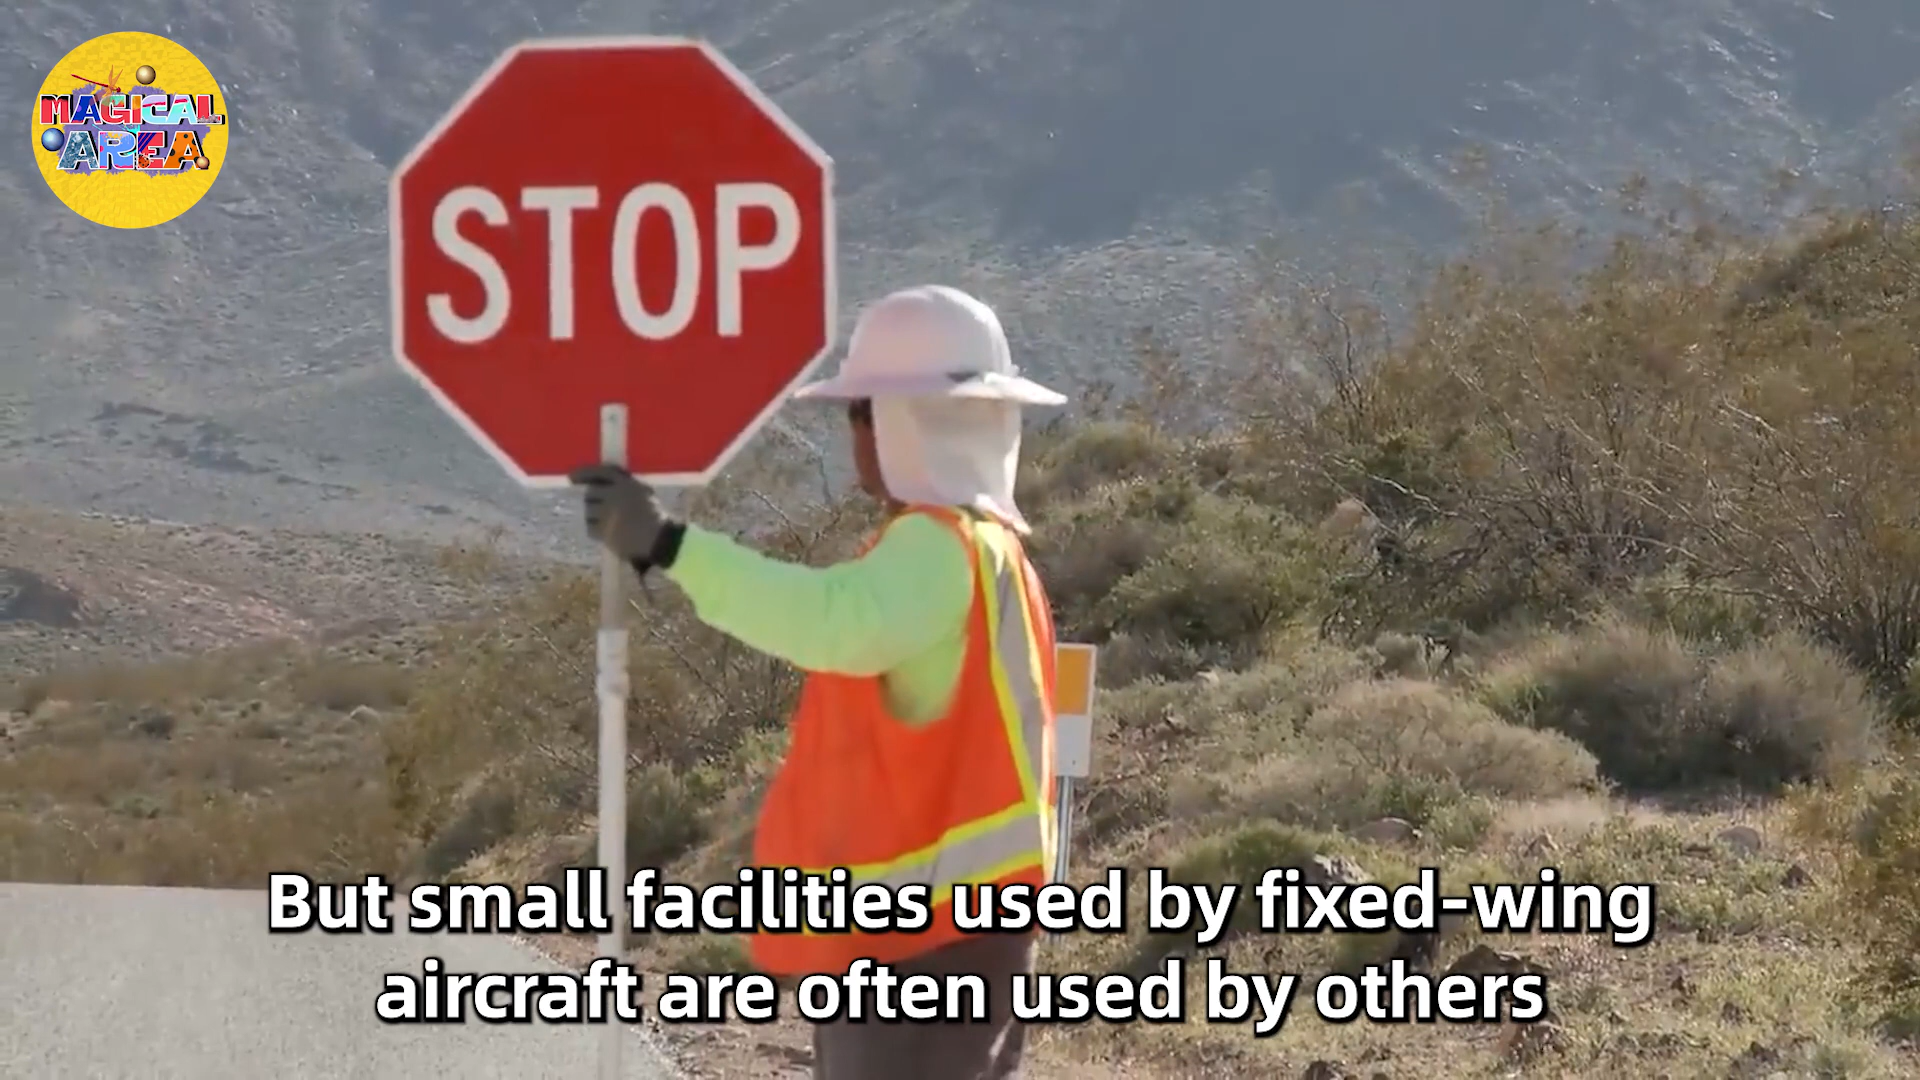 MAGICAL
AREA
STOP
But small facilities used by fixed-wing
aircraft are often used by others